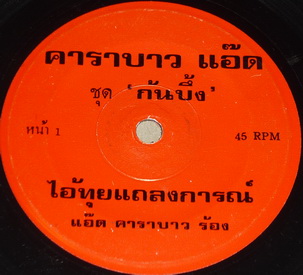 คาราบาว แอ๊ด
ชุด 'กันบึ้ง'
หน้า 1
45 RPM
ไอ้ทุยแถลงการณ์
แอ๊ด คาราบาว ร้อง